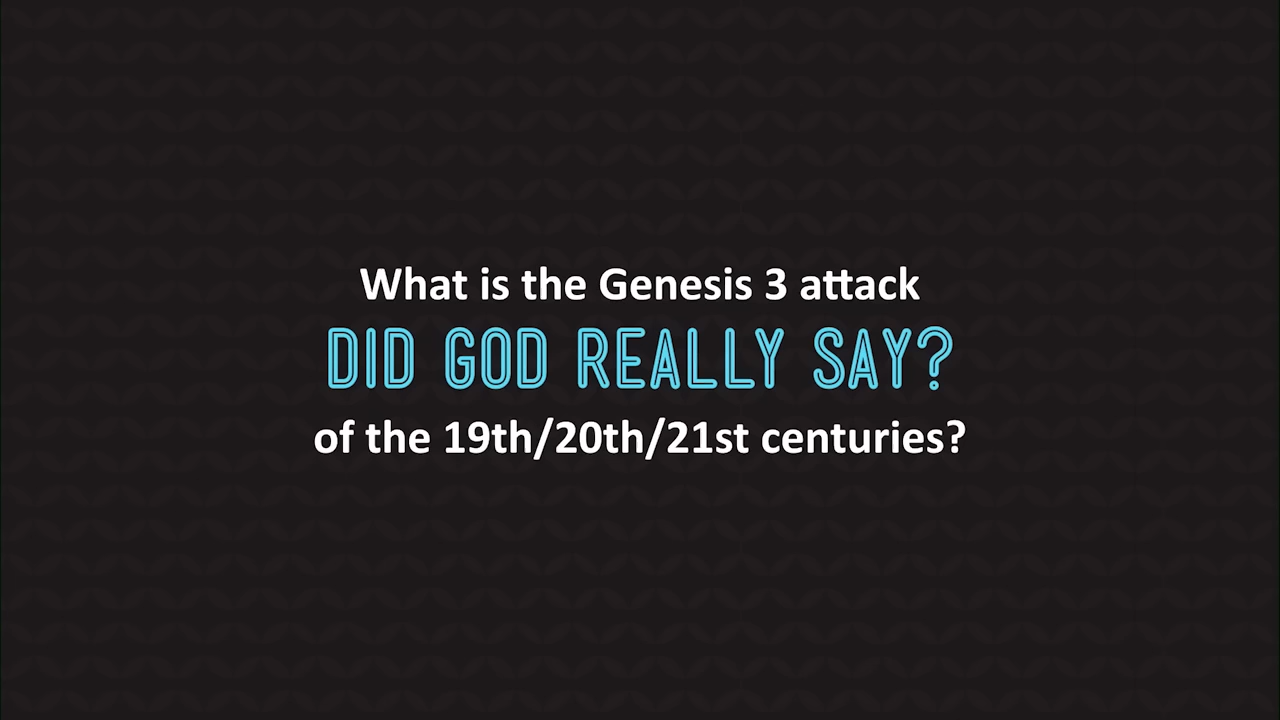 What is the Genesis 3 attack
DID GOD REALLY SAY?
of the 19th/20th/21st centuries?